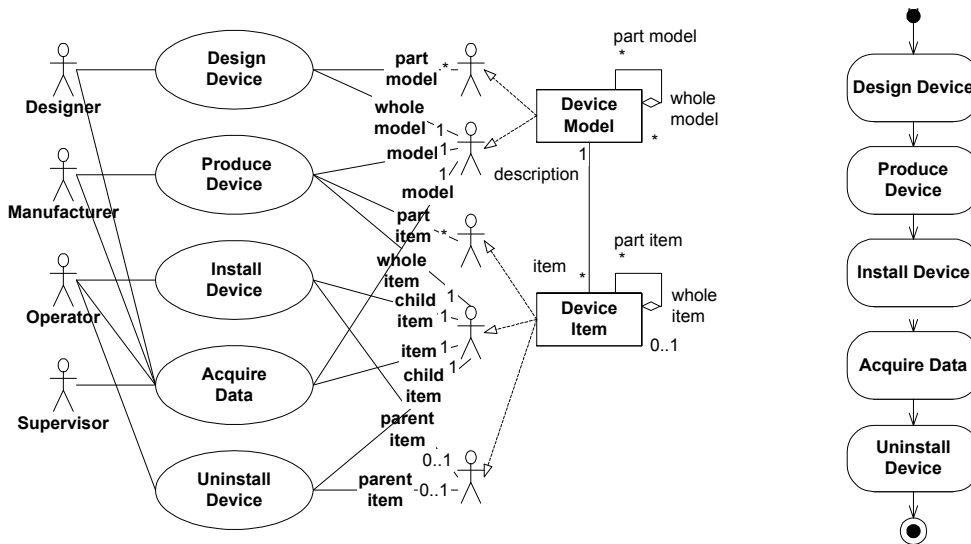 Designer
Manufacturer
Operator
Supervisor
Design
Device
Produce
Device
Install
Device
Acquire
Data
Uninstall
Device
part
model
*
whole
model
1
model
1
1
model
part
item
*
whole
item
1
child
item
1
item
1
1
child
item
parent
item
0..1
parent
item
0..1
part model
*
Device
Model
whole
model
*
1
description
item
*
part item
*
Device
Item
whole
item
0..1
Design Device
Produce
Device
Install Device
Acquire Data
Uninstall
Device